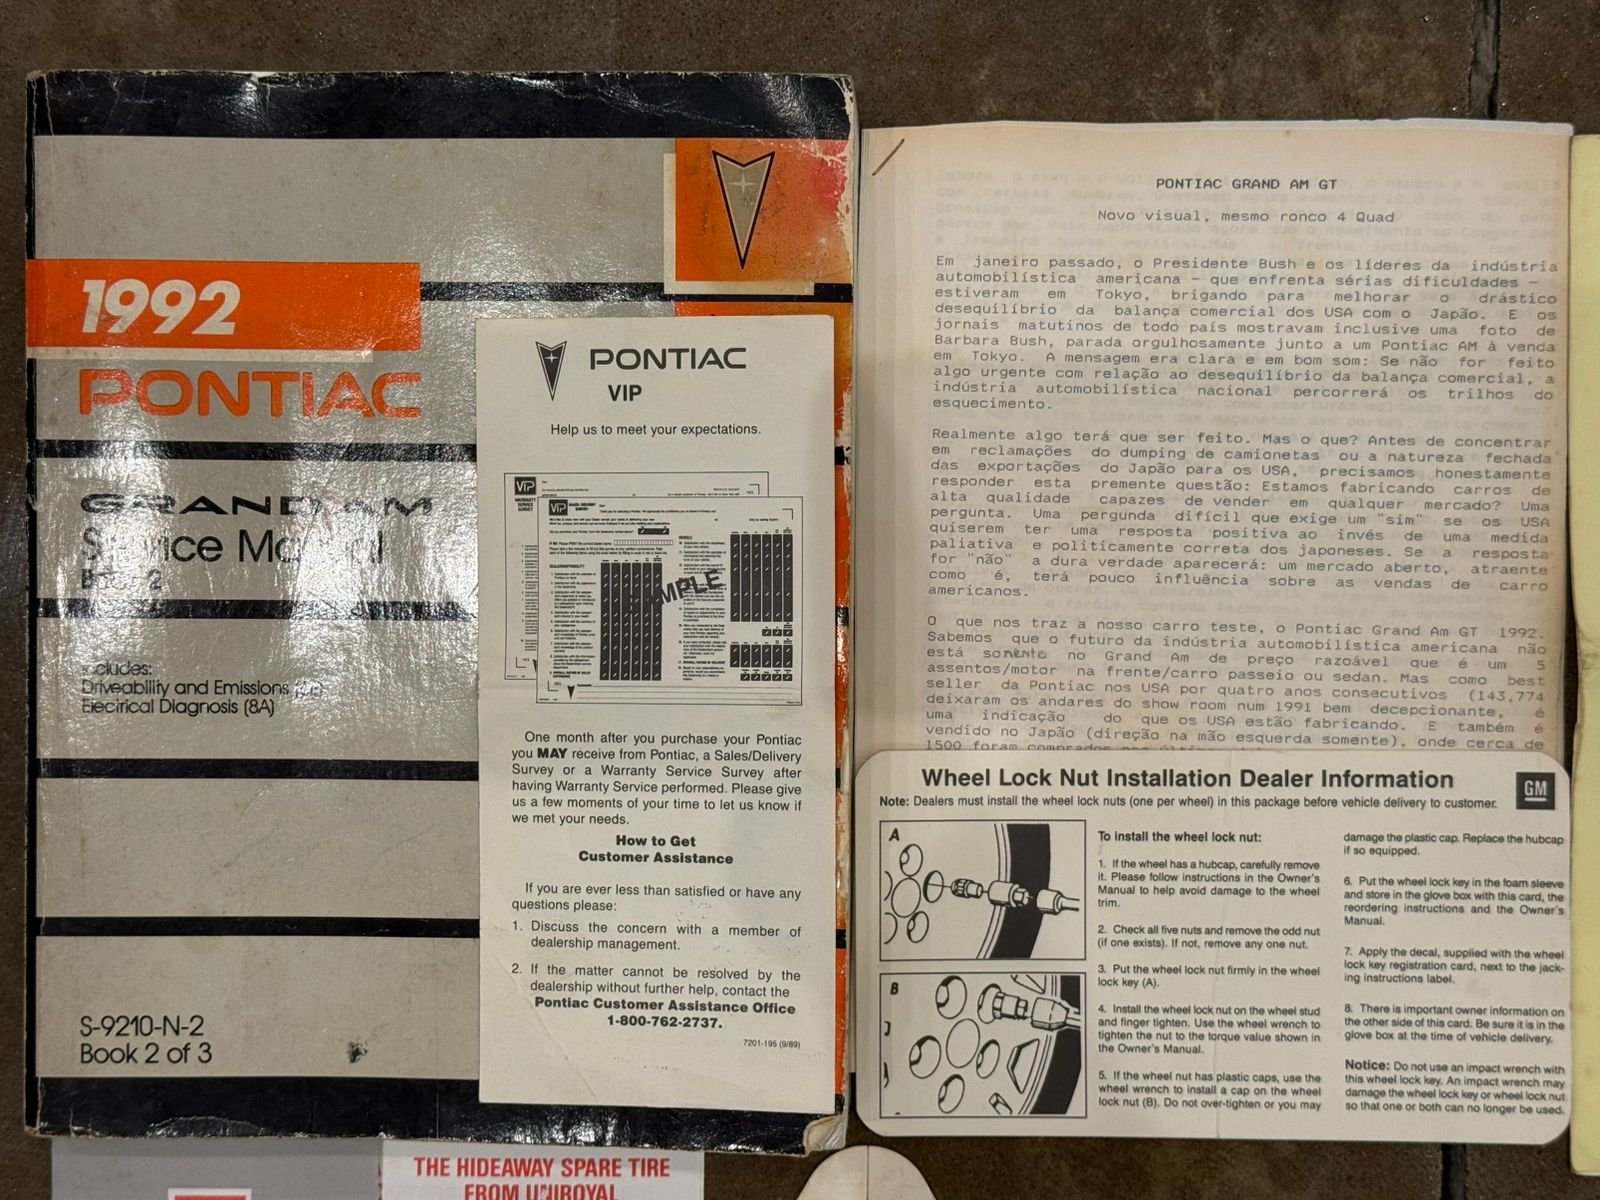 1992
PONTIAC
GRAND AM
Service Manual
Book 2
Includes:
Driveability and Emissions
Electrical Diagnosis (8A)
S-9210-N-2
Book 2 of 3
PONTIAC
VIP
Help us to meet your expectations.
VIP
WARRANTY
SERVICE
SURVEY
VIP
SALES / DELIVERY
SURVEY
DEALERSHIP/FACILITY
VEHICLE
One month after you purchase your Pontiac
you MAY receive from Pontiac, a Sales/Delivery
Survey or a Warranty Service Survey after
having Warranty Service performed. Please give
us a few moments of your time to let us know if
we met your needs.
How to Get
Customer Assistance
If you are ever less than satisfied or have any
questions please:
1. Discuss the concern with a member of
dealership management.
2. If the matter cannot be resolved by the
dealership without further help, contact the
Pontiac Customer Assistance Office
1-800-762-2737.
7201-195 (9/89)
PONTIAC GRAND AM GT
Novo visual, mesmo ronco 4 Quad
Em janeiro passado, o Presidente Bush e os líderes da indústria
automobilística americana - que enfrenta sérias dificuldades -
estiveram em Tokyo, brigando para melhorar o drástico
desequilíbrio da balança comercial dos USA com o Japão. E os
jornais matutinos de todo país mostravam inclusive uma foto de
Barbara Bush, parada orgulhosamente junto a um Pontiac AM à venda
em Tokyo. A mensagem era clara e em bom som: Se não for feito
algo urgente com relação ao desequilíbrio da balança comercial, a
indústria automobilística nacional percorrerá os trilhos do
esquecimento.
Realmente algo terá que ser feito. Mas o que? Antes de concentrar
em reclamações do dumping de camionetas ou a natureza fechada
das exportações do Japão para os USA, precisamos honestamente
responder esta premente questão: Estamos fabricando carros de
alta qualidade capazes de vender em qualquer mercado? Uma
pergunta. Uma pergunda difícil que exige um "sim" se os USA
quiserem ter uma resposta positiva ao invés de uma medida
paliativa e politicamente correta dos japoneses. Se a resposta
for "não" a dura verdade aparecerá: um mercado aberto, atraente
como é, terá pouco influência sobre as vendas de carro
americanos.
O que nos traz a nosso carro teste, o Pontiac Grand Am GT 1992.
Sabemos que o futuro da indústria automobilística americana não
está somente no Grand Am de preço razoável que é um 5
assentos/motor na frente/carro passeio ou sedan. Mas como best
seller da Pontiac nos USA por quatro anos consecutivos (143,774
deixaram os andares do show room num 1991 bem decepcionante, é
uma indicação do que os USA estão fabricando. E também é
vendido no Japão (direção na mão esquerda somente), onde cerca de
1500 foram comprados
Wheel Lock Nut Installation Dealer Information
GM
Note: Dealers must install the wheel lock nuts (one per wheel) in this package before vehicle delivery to customer.
A
B
To install the wheel lock nut:
1. If the wheel has a hubcap, carefully remove
it. Please follow instructions in the Owner's
Manual to help avoid damage to the wheel
trim.
2. Check all five nuts and remove the odd nut
(if one exists). If not, remove any one nut.
3. Put the wheel lock nut firmly in the wheel
lock key (A).
4. Install the wheel lock nut on the wheel stud
and finger tighten. Use the wheel wrench to
tighten the nut to the torque value shown in
the Owner's Manual.
5. If the wheel nut has plastic caps, use the
wheel wrench to install a cap on the wheel
lock nut (B). Do not over-tighten or you may
damage the plastic cap. Replace the hubcap
if so equipped.
6. Put the wheel lock key in the foam sleeve
and store in the glove box with this card, the
reordering instructions and the Owner's
Manual.
7. Apply the decal, supplied with the wheel
lock key registration card, next to the jack-
ing instructions label.
8. There is important owner information on
the other side of this card. Be sure it is in the
glove box at the time of vehicle delivery.
Notice: Do not use an impact wrench with
this wheel lock key. An impact wrench may
damage the wheel lock key or wheel lock nut
so that one or both can no longer be used.
THE HIDEAWAY SPARE TIRE
FROM UNIROYAL